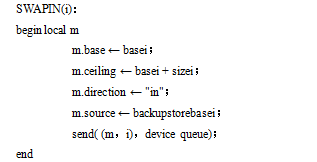 SWAPIN(i):
begin local m
m.base ← basei；
m.ceiling ← basei + sizei；
m.direction ← "in"；
m.source ← backupstorebasei；
send( (m，i)，device queue)；
end